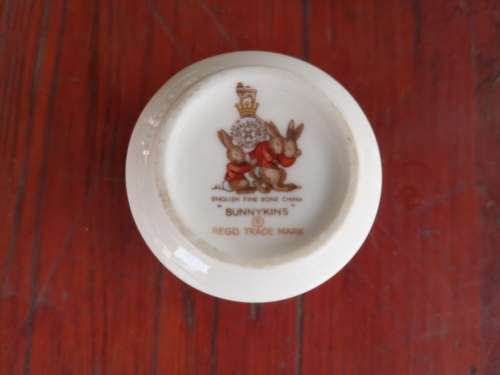 ENGLISH FINE BONE CHINA
"BUNNYKINS"
REGD TRADE MARK